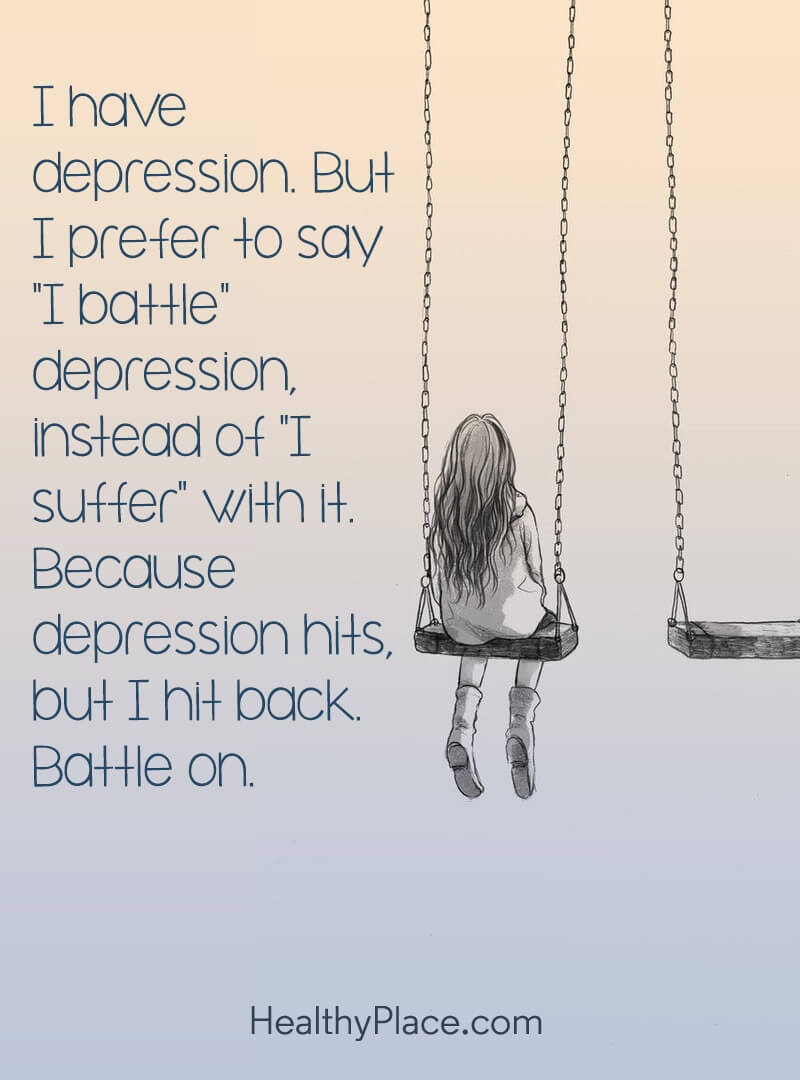 I have
depression. But
I prefer to say
"I battle"
depression,
instead of "I
suffer" with it.
Because
depression hits,
but I hit back.
Battle on.
HealthyPlace.com